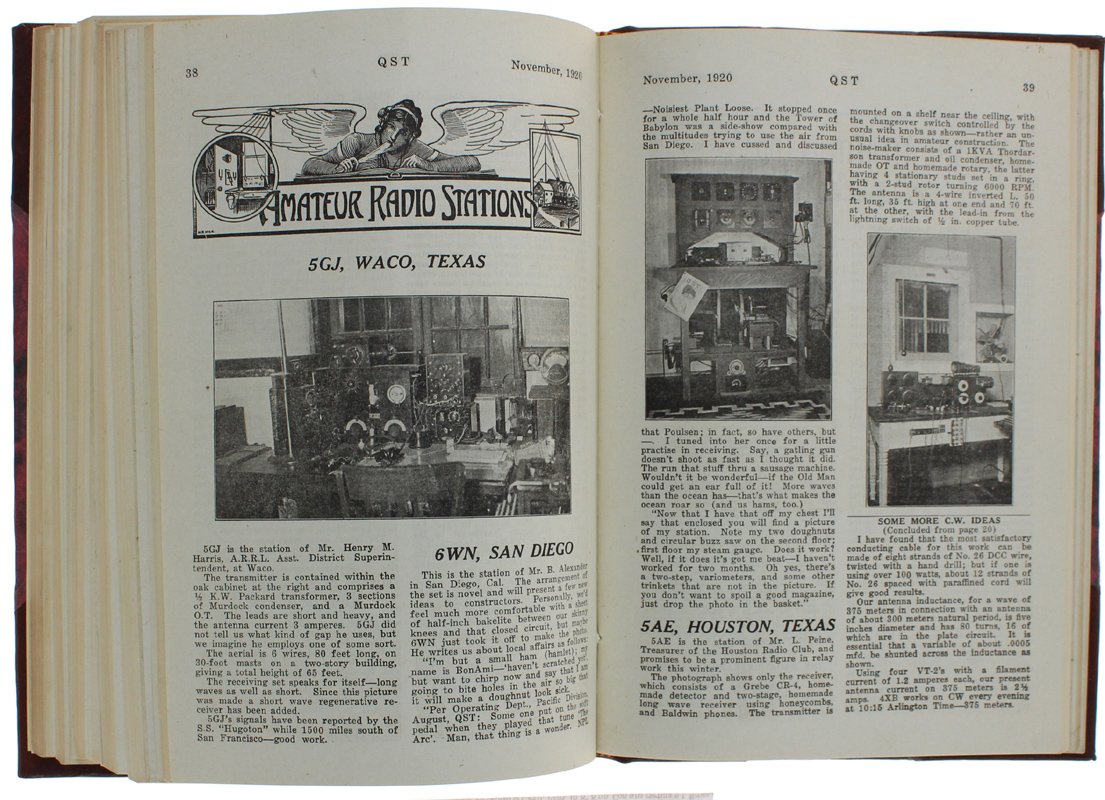 38
QST
November, 1920
AMATEUR RADIO STATIONS
5GJ, WACO, TEXAS
5GJ is the station of Mr. Henry M.
Harris, A.R.R.L. Asst. District Superin-
tendent, at Waco.
The transmitter is contained within the
oak cabinet at the right and comprises a
½ K.W. Packard transformer, 3 sections
of Murdock condenser, and a Murdock
O.T. The leads are short and heavy, and
the antenna current 3 amperes. 5GJ did
not tell us what kind of gap he uses, but
we imagine he employs one of some sort.
The aerial is 6 wires, 80 feet long, on
30-foot masts on a two-story building,
giving a total height of 65 feet.
The receiving set speaks for itself—long
waves as well as short. Since this picture
was made a short wave regenerative re-
ceiver has been added.
5GJ's signals have been reported by the
S.S. "Hugoton" while 1500 miles south of
San Francisco—good work.
6WN, SAN DIEGO
This is the station of Mr. B. Alexander
in San Diego, Cal. The arrangement of
the set is novel and will present a few new
ideas to constructors. Personally, we'd
feel much more comfortable with a sheet
of half-inch bakelite between our skinny
knees and that closed circuit, but maybe
6WN just took it off to make the photo.
He writes us about local affairs as follows:
"I'm but a small ham (hamlet); my
name is BonAmi—'haven't scratched yet,'
but want to chirp now and say that I am
going to bite holes in the air so big that
it will make a doughnut look sick.
"Per Operating Dept., Pacific Division,
August, QST: Some one put on the soft
pedal when they played that tune 'The
Arc'. Man, that thing is a wonder. NPL
November, 1920
QST
39
—Noisiest Plant Loose. It stopped once
for a whole half hour and the Tower of
Babylon was a side-show compared with
the multitudes trying to use the air from
San Diego. I have cussed and discussed
that Poulsen; in fact, so have others, but
—. I tuned into her once for a little
practise in receiving. Say, a gatling gun
doesn't shoot as fast as I thought it did.
The run that stuff thru a sausage machine.
Wouldn't it be wonderful—if the Old Man
could get an ear full of it! More waves
than the ocean has—that's what makes the
ocean roar so (and us hams, too.)
"Now that I have that off my chest I'll
say that enclosed you will find a picture
of my station. Note my two doughnuts
and circular buzz saw on the second floor;
first floor my steam gauge. Does it work?
Well, if it does it's got me beat—I haven't
worked for two months. Oh yes, there's
a two-step, variometers, and some other
trinkets that are not in the picture. If
you don't want to spoil a good magazine,
just drop the photo in the basket."
5AE, HOUSTON, TEXAS
5AE is the station of Mr. L. Peine,
Treasurer of the Houston Radio Club, and
promises to be a prominent figure in relay
work this winter.
The photograph shows only the receiver,
which consists of a Grebe CR-4, home-
made detector and two-stage, homemade
long wave receiver using honeycombs,
and Baldwin phones. The transmitter is
mounted on a shelf near the ceiling, with
the changeover switch controlled by the
cords with knobs as shown—rather an un-
usual idea in amateur construction. The
noise-maker consists of a 1KVA Thordar-
son transformer and oil condenser, home-
made OT and homemade rotary, the latter
having 4 stationary studs set in a ring,
with a 2-stud rotor turning 6000 RPM.
The antenna is a 4-wire inverted L, 50
ft. long, 35 ft. high at one end and 70 ft.
at the other, with the lead-in from the
lightning switch of ½ in. copper tube.
SOME MORE C.W. IDEAS
(Concluded from page 20)
I have found that the most satisfactory
conducting cable for this work can be
made of eight strands of No. 26 DCC wire,
twisted with a hand drill; but if one is
using over 100 watts, about 12 strands of
No. 26 spaced with paraffined cord will
give good results.
Our antenna inductance, for a wave of
375 meters in connection with an antenna
of about 300 meters natural period, is five
inches diameter and has 80 turns, 16 of
which are in the plate circuit. It is
essential that a variable of about .0005
mfd. be shunted across the inductance as
shown.
Using four VT-2's with a filament
current of 1.2 amperes each, our present
antenna current on 375 meters is 2½
amps. 4XB works on CW every evening
at 10:15 Arlington Time—375 meters.